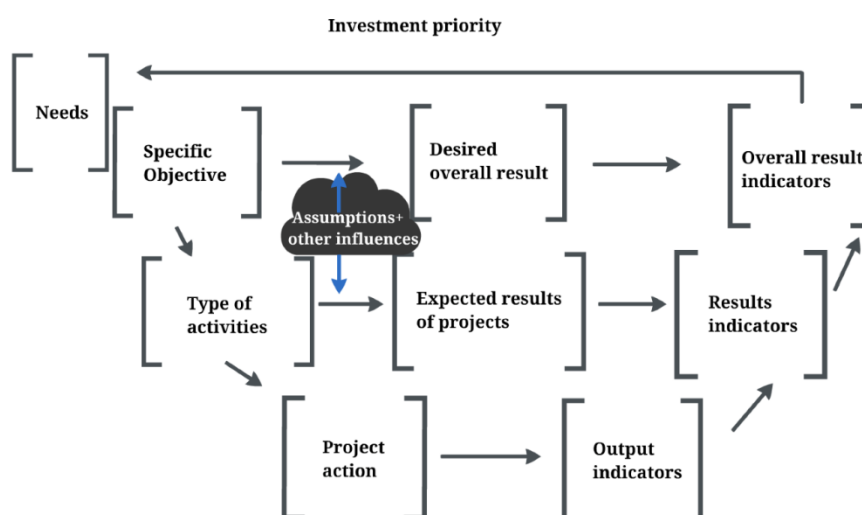 Investment priority
Needs
Specific
Objective
Desired
overall result
Overall result
indicators
Assumptions+
other influences
Type of
activities
Expected results
of projects
Results
indicators
Project
action
Output
indicators